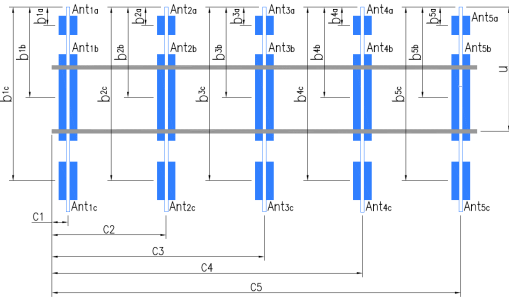 b1a Ant1a b2a Ant2a b3a Ant3a b4a Ant4a b5a Ant5a
b1b Ant1b b2b Ant2b b3b Ant3b b4b Ant4b b5b Ant5b u
b1c b2c b3c b4c b5c
Ant1c Ant2c Ant3c Ant4c Ant5c
C1
C2
C3
C4
C5